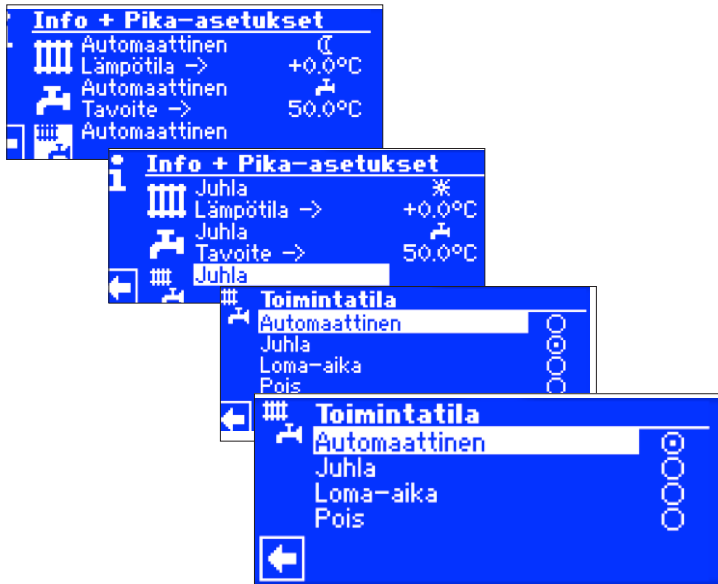 Info + Pika-asetukset
Automaattinen
Lämpötila -> +0.0°C
Automaattinen
Tavoite -> 50.0°C
Automaattinen
i Info + Pika-asetukset
Juhla
Lämpötila -> +0.0°C
Juhla
Tavoite -> 50.0°C
Juhla
Toimintatila
Automaattinen
Juhla
Loma-aika
Pois
Toimintatila
Automaattinen
Juhla
Loma-aika
Pois